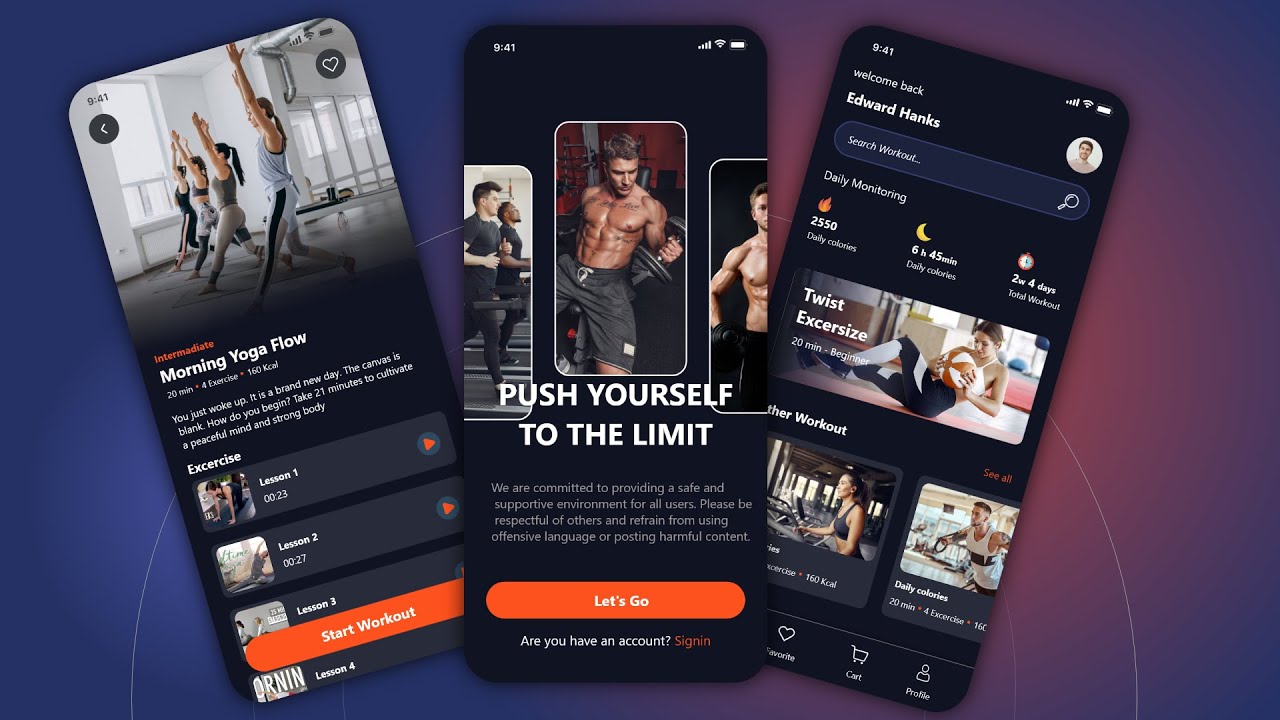 9:41
Intermadiate
Morning Yoga Flow
20 min • 4 Exercise • 160 Kcal
You just woke up. It is a brand new day. The canvas is
blank. How do you begin? Take 21 minutes to cultivate
a peaceful mind and strong body
Excercise
Lesson 1
00:23
Lesson 2
00:27
Lesson 3
Start Workout
ORNIN
Lesson 4
9:41
PUSH YOURSELF
TO THE LIMIT
We are committed to providing a safe and
supportive environment for all users. Please be
respectful of others and refrain from using
offensive language or posting harmful content.
Let's Go
Are you have an account? Signin
9:41
welcome back
Edward Hanks
Search Workout...
Daily Monitoring
2550
Daily colories
6 h 45min
Daily colories
2w 4 days
Total Workout
Twist
Excersize
20 min - Beginner
ther Workout
See all
ries
xcercise • 160 Kcal
Daily colories
20 min • 4 Excercise • 160
Favorite
Cart
Profile